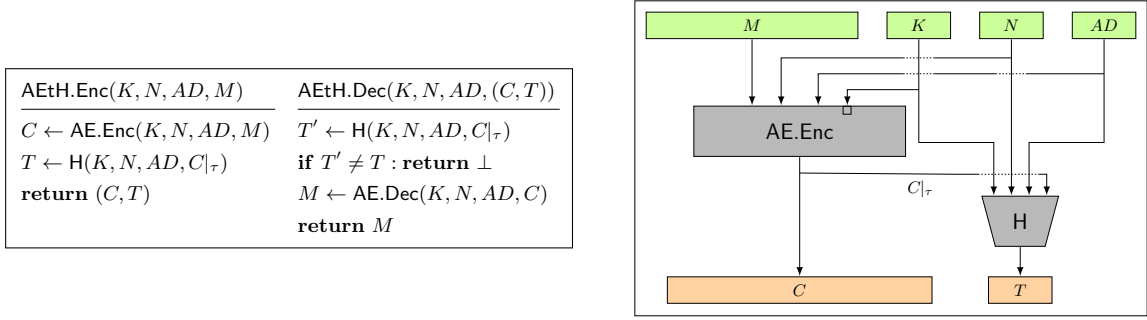 AEtH.Enc(K, N, AD, M)
C ← AE.Enc(K, N, AD, M)
T ← H(K, N, AD, C|τ)
return (C, T)
AEtH.Dec(K, N, AD, (C, T))
T′ ← H(K, N, AD, C|τ)
if T′ ≠ T : return ⊥
M ← AE.Dec(K, N, AD, C)
return M
M K N AD
AE.Enc
C|τ
H
C T